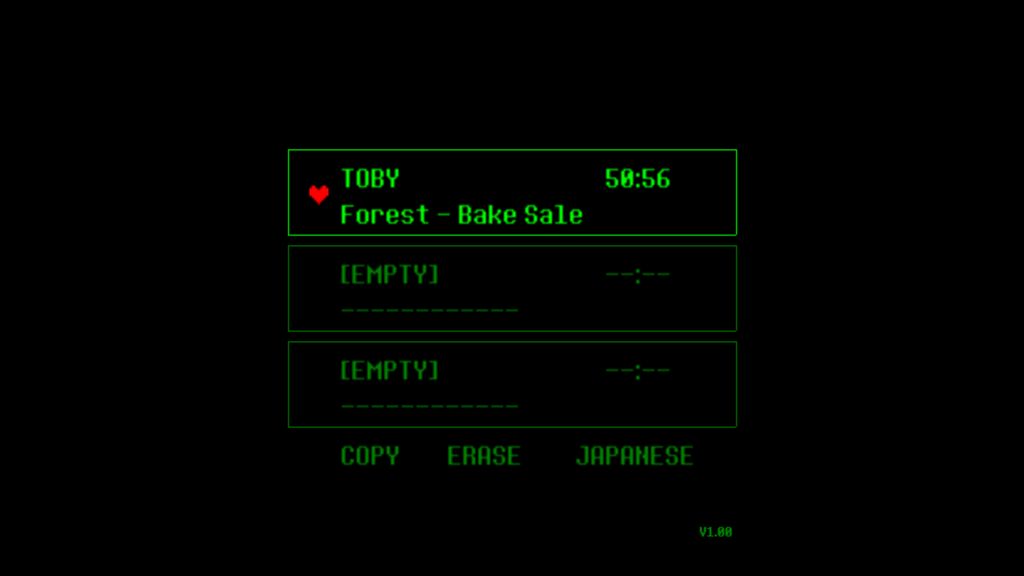 TOBY 50:56
Forest - Bake Sale
[EMPTY] --:--
------------
[EMPTY] --:--
------------
COPY ERASE JAPANESE
V1.00